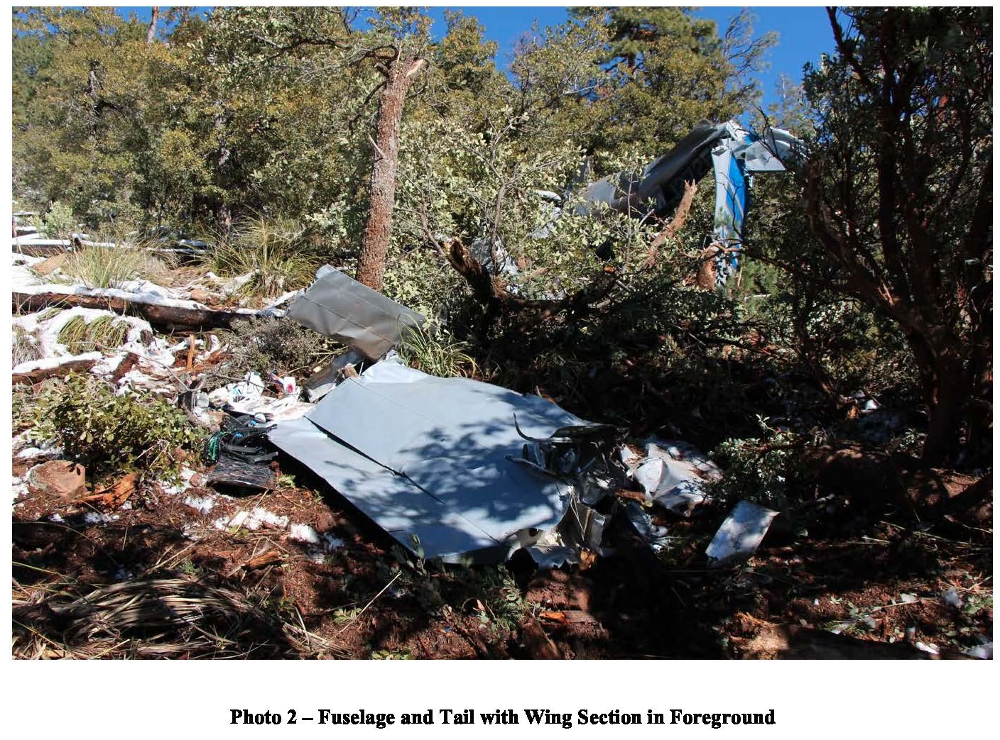 Photo 2 – Fuselage and Tail with Wing Section in Foreground